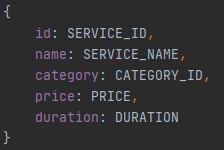 {
id: SERVICE_ID,
name: SERVICE_NAME,
category: CATEGORY_ID,
price: PRICE,
duration: DURATION
}